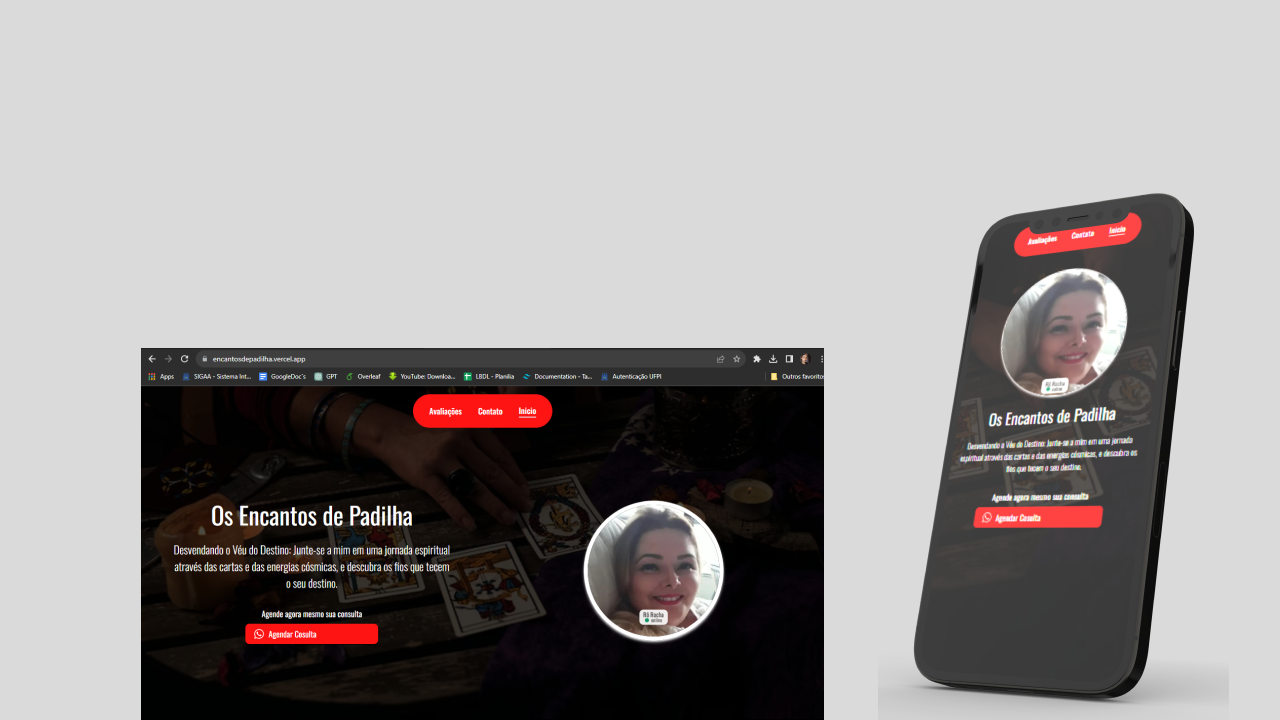 encantosdepadilha.vercel.app
Apps SIGAA - Sistema Int... GoogleDoc's GPT Overleaf YouTube: Downloa... LBDL - Planilia Documentation - Ta... Autenticação UFPI Outros favoritos
Avaliações Contato Inicio
Os Encantos de Padilha
Desvendando o Véu do Destino: Junte-se a mim em uma jornada espiritual
através das cartas e das energias cósmicas, e descubra os fios que tecem
o seu destino.
Agende agora mesmo sua consulta
Agendar Cosulta
Rô Rocha
online
Avaliações Contato Inicio
Rô Rocha
online
Os Encantos de Padilha
Desvendando o Véu do Destino: Junte-se a mim em uma jornada
espiritual através das cartas e das energias cósmicas, e descubra os
fios que tecem o seu destino.
Agende agora mesmo sua consulta
Agendar Cosulta